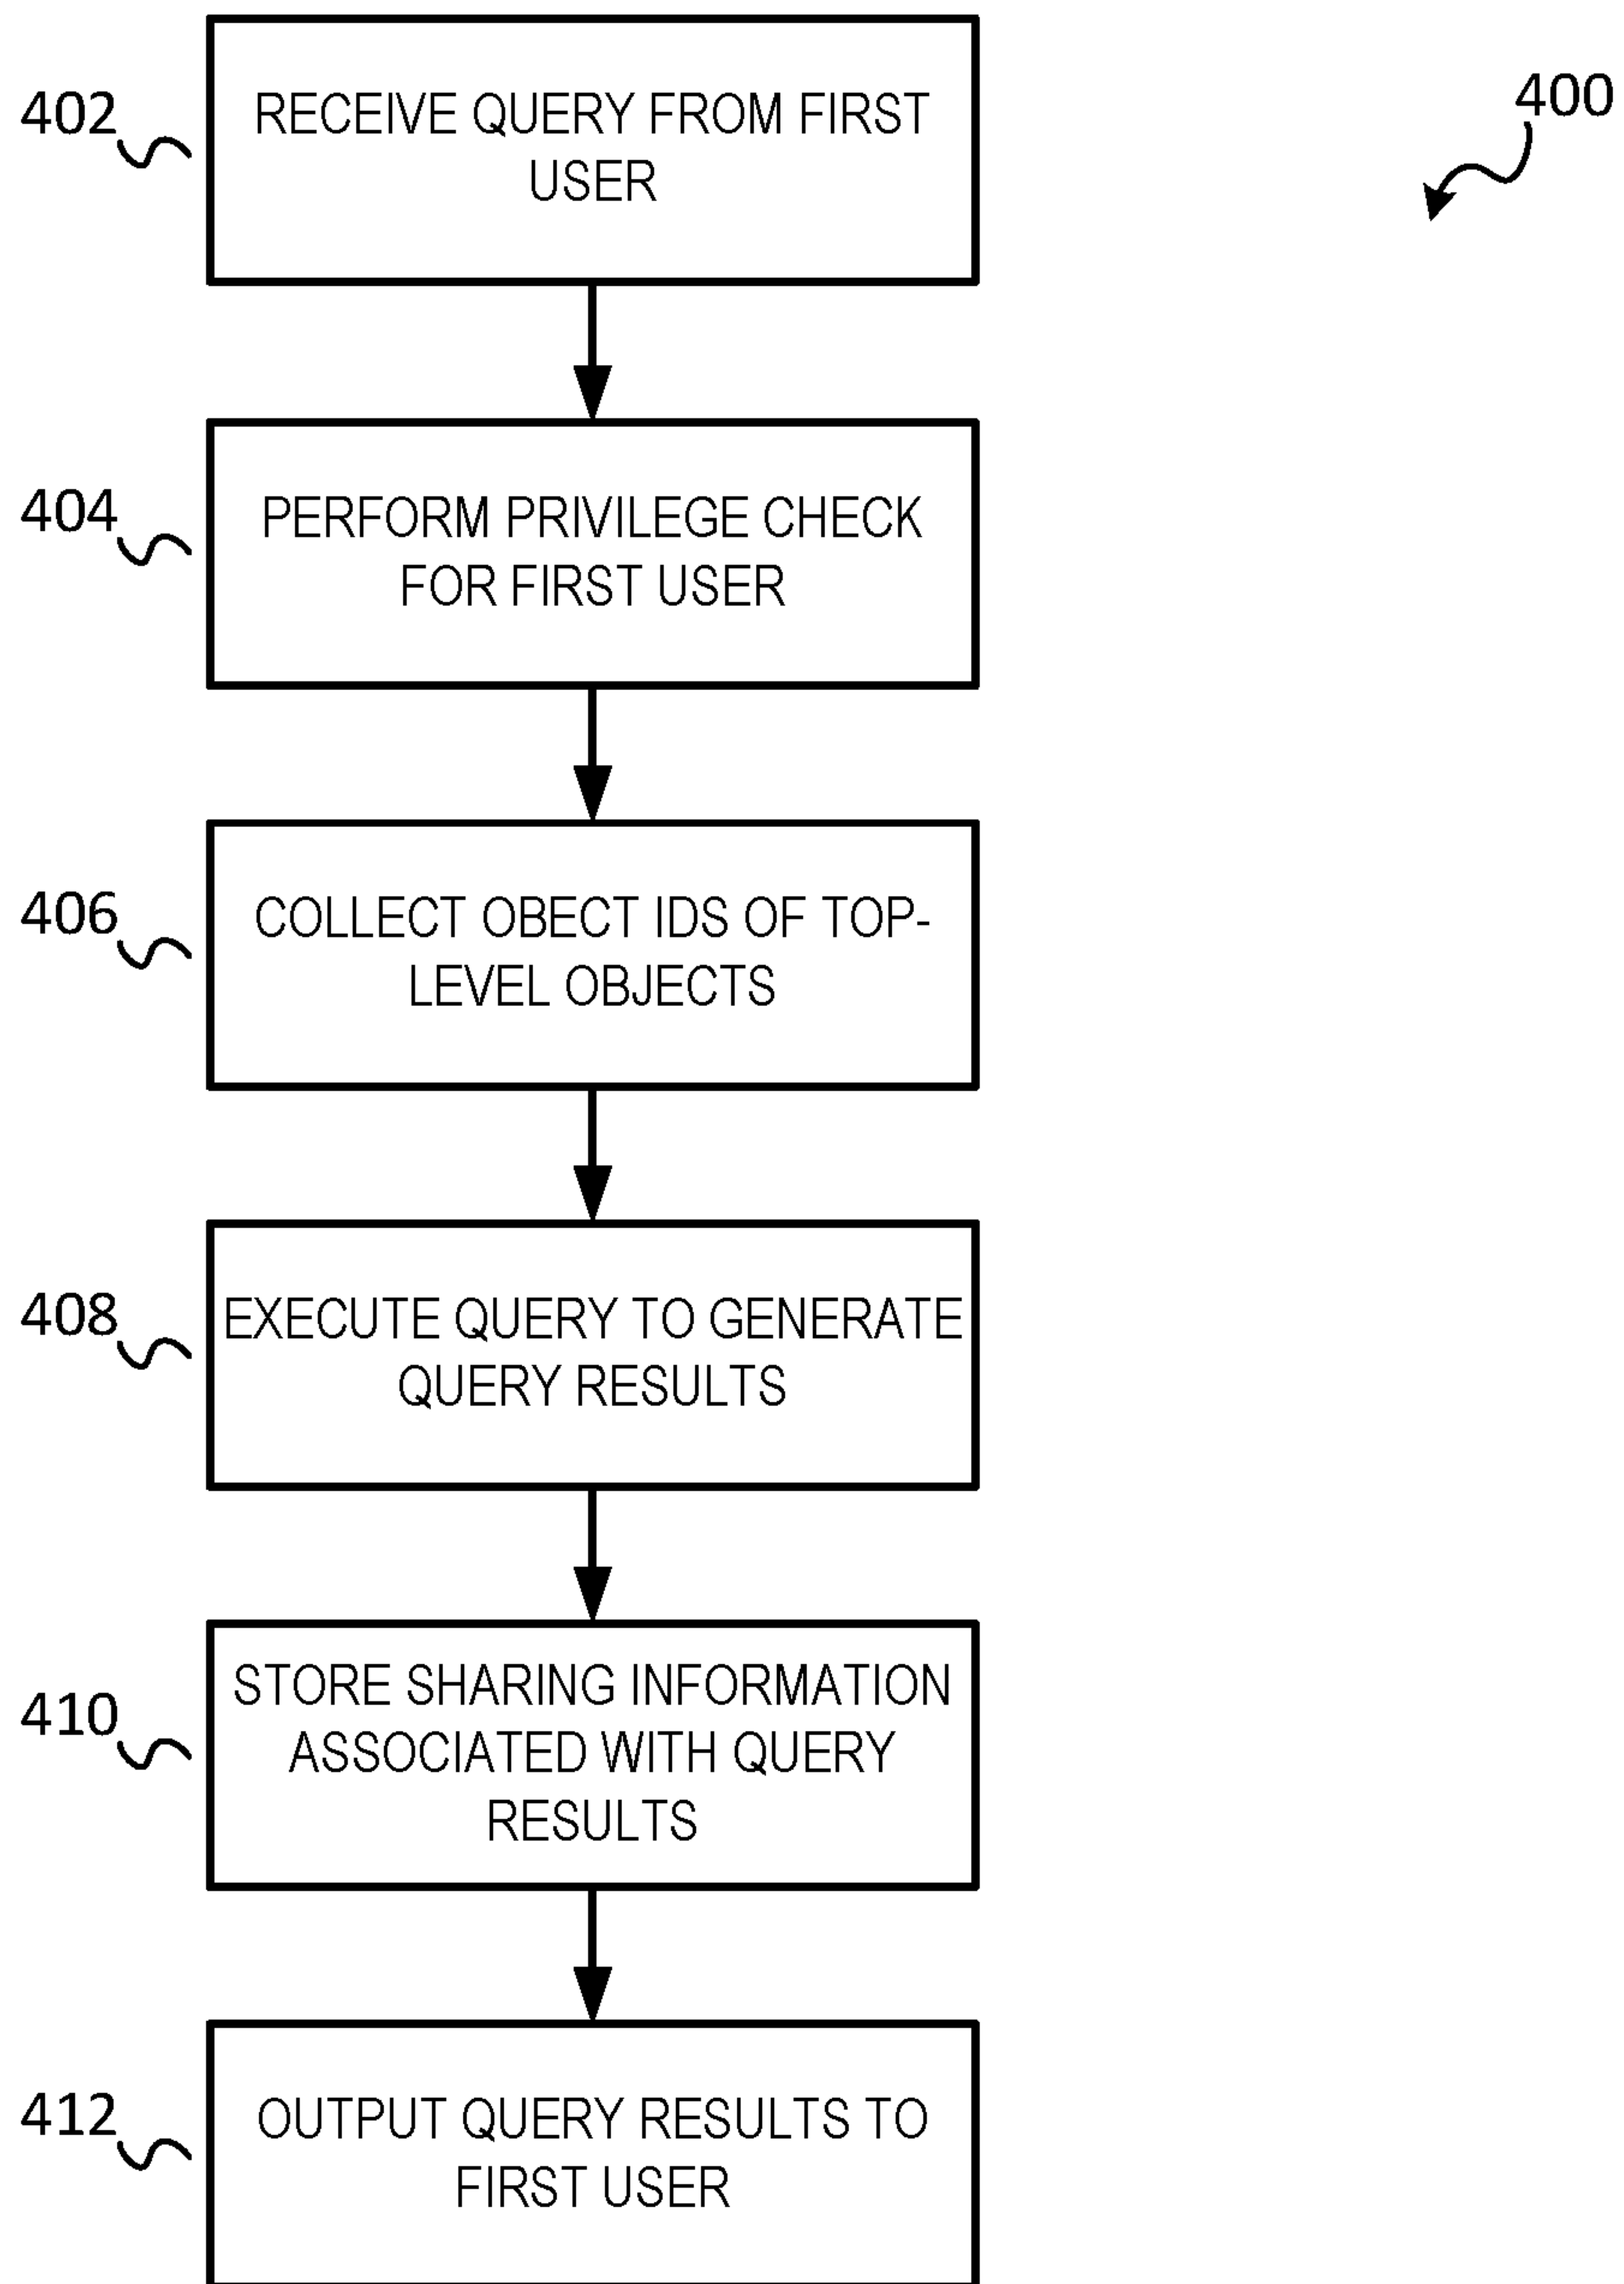 400
402
RECEIVE QUERY FROM FIRST
USER
404
PERFORM PRIVILEGE CHECK
FOR FIRST USER
406
COLLECT OBECT IDS OF TOP-
LEVEL OBJECTS
408
EXECUTE QUERY TO GENERATE
QUERY RESULTS
410
STORE SHARING INFORMATION
ASSOCIATED WITH QUERY
RESULTS
412
OUTPUT QUERY RESULTS TO
FIRST USER